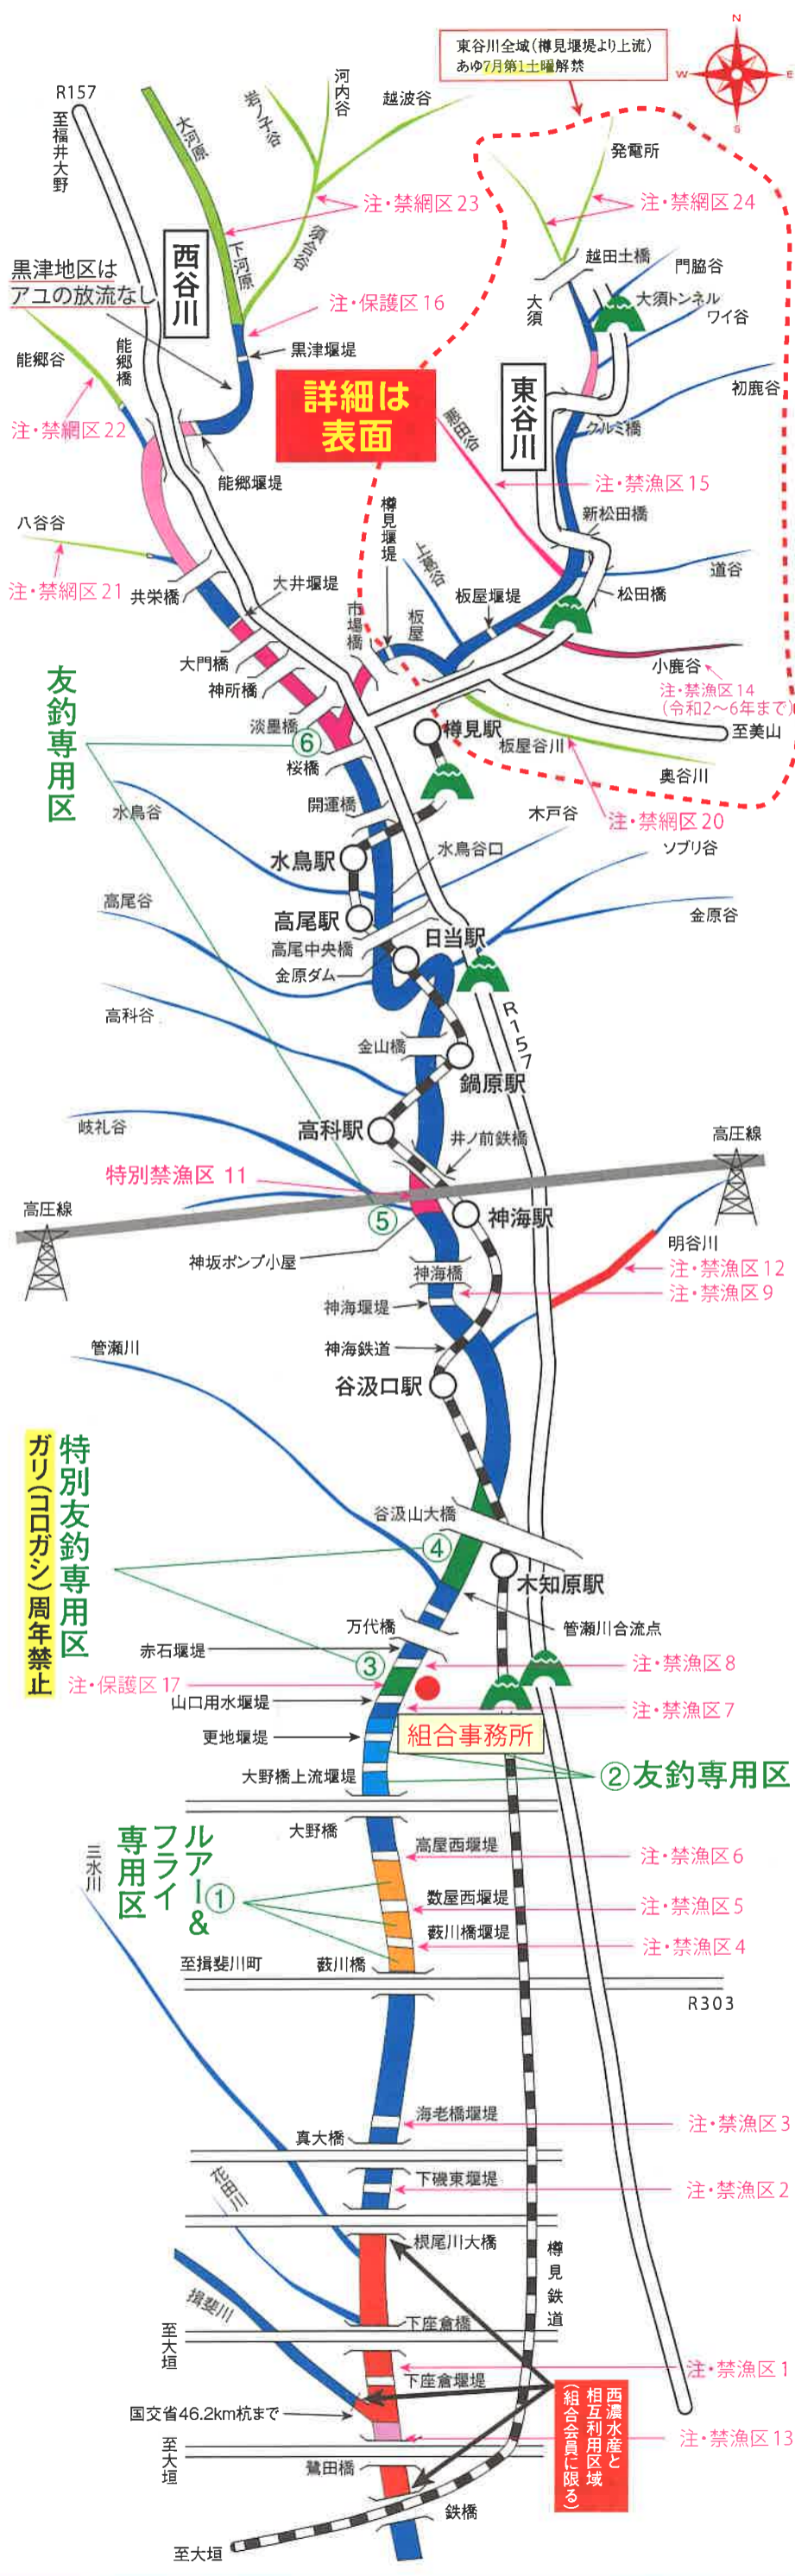 東谷川全域(樽見堰堤より上流)
あゆ7月第1土曜解禁
N
W
E
S
R157
至福井大野
大河原
岩ノ子谷
河内谷
越波谷
発電所
注・禁網区23
注・禁網区24
須合谷
下河原
西谷川
黒津地区は
アユの放流なし
越田土橋
門脇谷
大須
大須トンネル
ワイ谷
注・保護区16
黒津堰堤
能郷谷
能郷橋
詳細は
表面
東谷川
初鹿谷
悪田谷
クルミ橋
注・禁網区22
能郷堰堤
注・禁漁区15
樽見堰堤
新松田橋
八谷谷
上高谷
道谷
注・禁網区21
共栄橋
大井堰堤
市場橋
板屋
板屋堰堤
松田橋
大門橋
神所橋
小鹿谷
注・禁漁区14
(令和2〜6年まで)
友釣専用区
淡墨橋
⑥
桜橋
樽見駅
板屋谷川
至美山
奥谷川
開運橋
水鳥谷
木戸谷
注・禁網区20
水鳥駅
水鳥谷口
ソブリ谷
高尾谷
高尾駅
高尾中央橋
日当駅
金原谷
金原ダム
高科谷
R157
金山橋
鍋原駅
岐礼谷
高科駅
井ノ前鉄橋
高圧線
特別禁漁区 11
高圧線
⑤
神海駅
明谷川
神坂ポンプ小屋
神海橋
注・禁漁区12
注・禁漁区9
神海堰堤
管瀬川
神海鉄道
谷汲口駅
特別友釣専用区
ガリ(コロガシ)周年禁止
谷汲山大橋
④
木知原駅
万代橋
管瀬川合流点
赤石堰堤
③
注・禁漁区8
注・保護区17
山口用水堰堤
注・禁漁区7
更地堰堤
組合事務所
大野橋上流堰堤
②友釣専用区
大野橋
ルアー&
フライ
専用区
①
三水川
高屋西堰堤
注・禁漁区6
数屋西堰堤
注・禁漁区5
藪川橋堰堤
注・禁漁区4
至揖斐川町
藪川橋
R303
海老橋堰堤
注・禁漁区3
真大橋
下磯東堰堤
注・禁漁区2
花田川
根尾川大橋
樽見鉄道
揖斐川
至大垣
下座倉橋
注・禁漁区1
下座倉堰堤
国交省46.2km杭まで
西濃水産と
相互利用区域
(組合会員に限る)
注・禁漁区13
至大垣
鷺田橋
鉄橋
至大垣